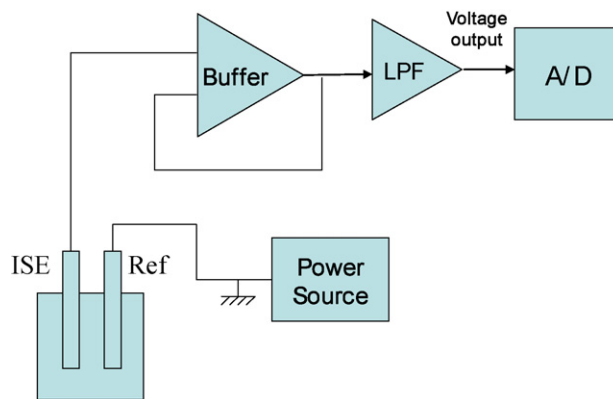 Voltage
output
Buffer
LPF
A/D
ISE
Ref
Power
Source